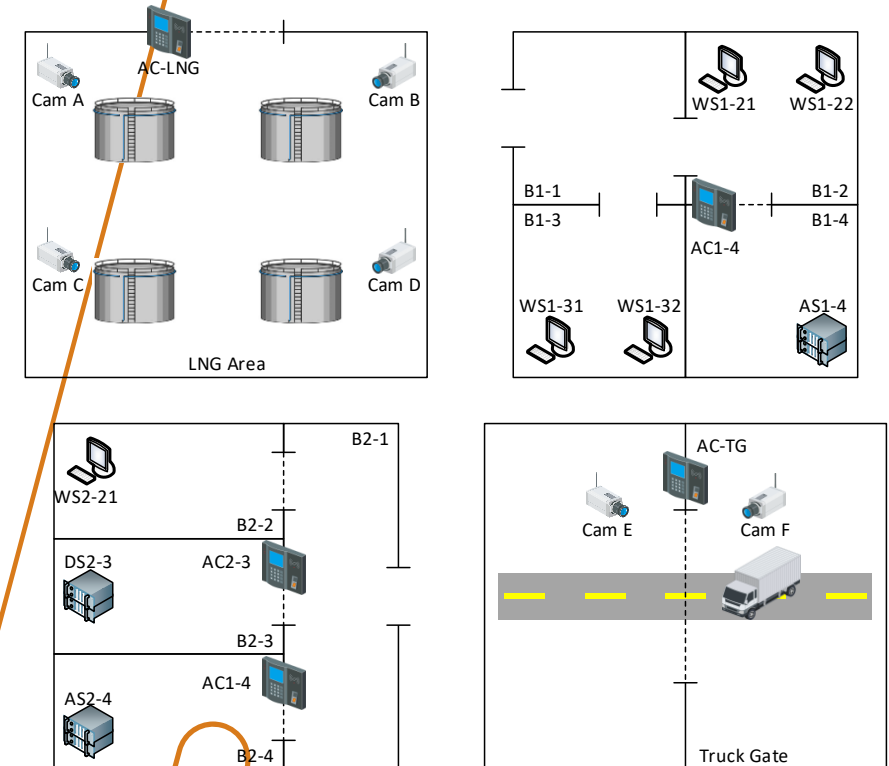 AC-LNG
Cam A
Cam B
Cam C
Cam D
LNG Area
WS1-21
WS1-22
B1-1
B1-2
B1-3
B1-4
AC1-4
WS1-31
WS1-32
AS1-4
B2-1
WS2-21
B2-2
DS2-3
AC2-3
B2-3
AC1-4
AS2-4
B2-4
AC-TG
Cam E
Cam F
Truck Gate